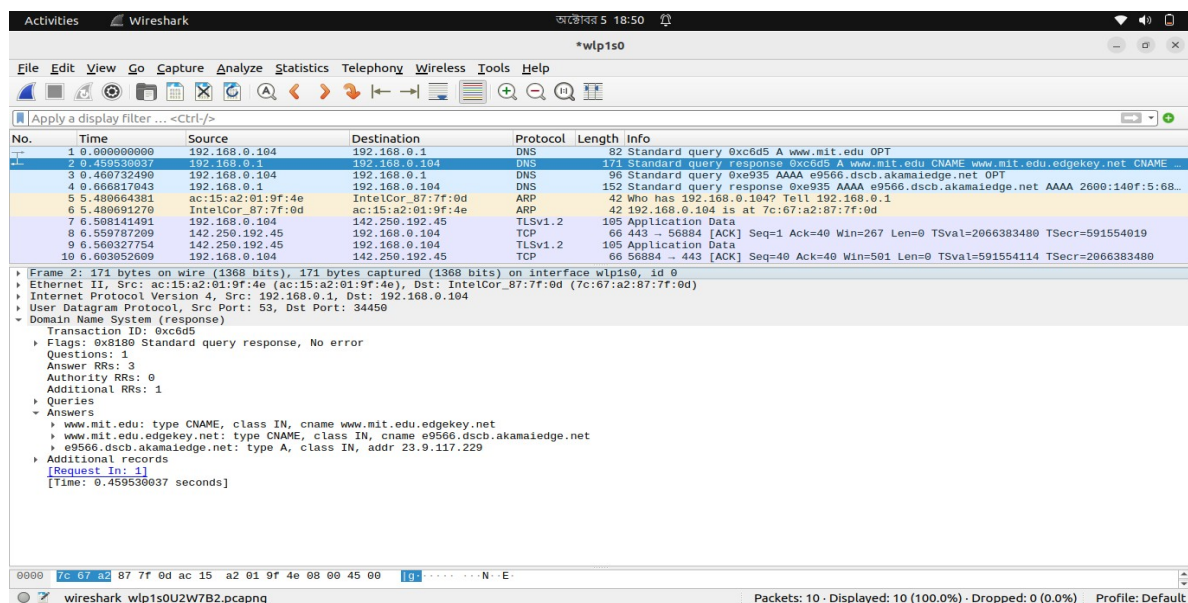 Activities Wireshark অক্টোবর 5 18:50
*wlp1s0
File Edit View Go Capture Analyze Statistics Telephony Wireless Tools Help
Apply a display filter … <Ctrl-/>
No. Time Source Destination Protocol Length Info
1 0.000000000 192.168.0.104 192.168.0.1 DNS 82 Standard query 0xc6d5 A www.mit.edu OPT
2 0.459530037 192.168.0.1 192.168.0.104 DNS 171 Standard query response 0xc6d5 A www.mit.edu CNAME www.mit.edu.edgekey.net CNAME …
3 0.460732490 192.168.0.104 192.168.0.1 DNS 96 Standard query 0xe935 AAAA e9566.dscb.akamaiedge.net OPT
4 0.666817043 192.168.0.1 192.168.0.104 DNS 152 Standard query response 0xe935 AAAA e9566.dscb.akamaiedge.net AAAA 2600:140f:5:68…
5 5.480664381 ac:15:a2:01:9f:4e IntelCor_87:7f:0d ARP 42 Who has 192.168.0.104? Tell 192.168.0.1
6 5.480691270 IntelCor_87:7f:0d ac:15:a2:01:9f:4e ARP 42 192.168.0.104 is at 7c:67:a2:87:7f:0d
7 6.508141491 192.168.0.104 142.250.192.45 TLSv1.2 105 Application Data
8 6.559787209 142.250.192.45 192.168.0.104 TCP 66 443 → 56884 [ACK] Seq=1 Ack=40 Win=267 Len=0 TSval=2066383480 TSecr=591554019
9 6.560327754 142.250.192.45 192.168.0.104 TLSv1.2 105 Application Data
10 6.603052609 192.168.0.104 142.250.192.45 TCP 66 56884 → 443 [ACK] Seq=40 Ack=40 Win=501 Len=0 TSval=591554114 TSecr=2066383480
Frame 2: 171 bytes on wire (1368 bits), 171 bytes captured (1368 bits) on interface wlp1s0, id 0
Ethernet II, Src: ac:15:a2:01:9f:4e (ac:15:a2:01:9f:4e), Dst: IntelCor_87:7f:0d (7c:67:a2:87:7f:0d)
Internet Protocol Version 4, Src: 192.168.0.1, Dst: 192.168.0.104
User Datagram Protocol, Src Port: 53, Dst Port: 34450
Domain Name System (response)
Transaction ID: 0xc6d5
Flags: 0x8180 Standard query response, No error
Questions: 1
Answer RRs: 3
Authority RRs: 0
Additional RRs: 1
Queries
Answers
www.mit.edu: type CNAME, class IN, cname www.mit.edu.edgekey.net
www.mit.edu.edgekey.net: type CNAME, class IN, cname e9566.dscb.akamaiedge.net
e9566.dscb.akamaiedge.net: type A, class IN, addr 23.9.117.229
Additional records
[Request In: 1]
[Time: 0.459530037 seconds]
0000 7c 67 a2 87 7f 0d ac 15 a2 01 9f 4e 08 00 45 00 |g······ ···N··E·
wireshark_wlp1s0U2W7B2.pcapng Packets: 10 · Displayed: 10 (100.0%) · Dropped: 0 (0.0%) Profile: Default